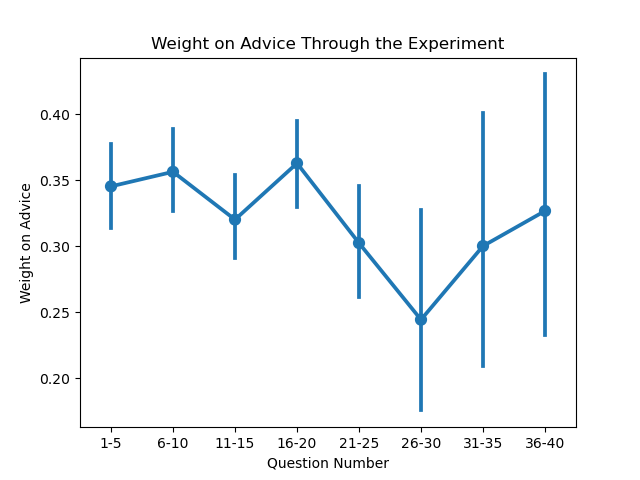 Weight on Advice Through the Experiment
Weight on Advice
0.40
0.35
0.30
0.25
0.20
1-5 6-10 11-15 16-20 21-25 26-30 31-35 36-40
Question Number